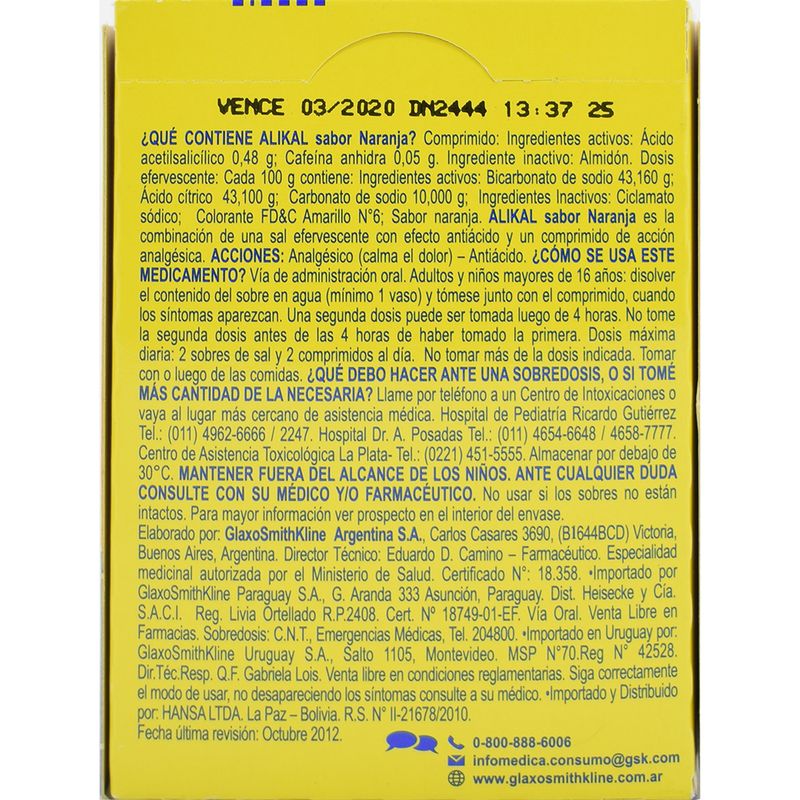 VENCE 03/2020 DN2444 13:37 25
¿QUÉ CONTIENE ALIKAL sabor Naranja? Comprimido: Ingredientes activos: Ácido
acetilsalicílico 0,48 g; Cafeína anhidra 0,05 g. Ingrediente inactivo: Almidón. Dosis
efervescente: Cada 100 g contiene: Ingredientes activos: Bicarbonato de sodio 43,160 g;
Ácido cítrico 43,100 g; Carbonato de sodio 10,000 g; Ingredientes Inactivos: Ciclamato
sódico; Colorante FD&C Amarillo N°6; Sabor naranja. ALIKAL sabor Naranja es la
combinación de una sal efervescente con efecto antiácido y un comprimido de acción
analgésica. ACCIONES: Analgésico (calma el dolor) – Antiácido. ¿CÓMO SE USA ESTE
MEDICAMENTO? Vía de administración oral. Adultos y niños mayores de 16 años: disolver
el contenido del sobre en agua (mínimo 1 vaso) y tómese junto con el comprimido, cuando
los síntomas aparezcan. Una segunda dosis puede ser tomada luego de 4 horas. No tome
la segunda dosis antes de las 4 horas de haber tomado la primera. Dosis máxima
diaria: 2 sobres de sal y 2 comprimidos al día. No tomar más de la dosis indicada. Tomar
con o luego de las comidas. ¿QUÉ DEBO HACER ANTE UNA SOBREDOSIS, O SI TOMÉ
MÁS CANTIDAD DE LA NECESARIA? Llame por teléfono a un Centro de Intoxicaciones o
vaya al lugar más cercano de asistencia médica. Hospital de Pediatría Ricardo Gutiérrez
Tel.: (011) 4962-6666 / 2247. Hospital Dr. A. Posadas Tel.: (011) 4654-6648 / 4658-7777.
Centro de Asistencia Toxicológica La Plata- Tel.: (0221) 451-5555. Almacenar por debajo de
30°C. MANTENER FUERA DEL ALCANCE DE LOS NIÑOS. ANTE CUALQUIER DUDA
CONSULTE CON SU MÉDICO Y/O FARMACÉUTICO. No usar si los sobres no están
intactos. Para mayor información ver prospecto en el interior del envase.
Elaborado por: GlaxoSmithKline Argentina S.A., Carlos Casares 3690, (B1644BCD) Victoria,
Buenos Aires, Argentina. Director Técnico: Eduardo D. Camino – Farmacéutico. Especialidad
medicinal autorizada por el Ministerio de Salud. Certificado N°: 18.358. •Importado por
GlaxoSmithKline Paraguay S.A., G. Aranda 333 Asunción, Paraguay. Dist. Heisecke y Cía.
S.A.C.I. Reg. Livia Ortellado R.P.2408. Cert. Nº 18749-01-EF. Vía Oral. Venta Libre en
Farmacias. Sobredosis: C.N.T., Emergencias Médicas, Tel. 204800. •Importado en Uruguay por:
GlaxoSmithKline Uruguay S.A., Salto 1105, Montevideo. MSP N°70.Reg N° 42528.
Dir.Téc.Resp. Q.F. Gabriela Lois. Venta libre en condiciones reglamentarias. Siga correctamente
el modo de usar, no desapareciendo los síntomas consulte a su médico. •Importado y Distribuido
por: HANSA LTDA. La Paz – Bolivia. R.S. N° II-21678/2010.
Fecha última revisión: Octubre 2012.
0-800-888-6006
infomedica.consumo@gsk.com
www.glaxosmithkline.com.ar